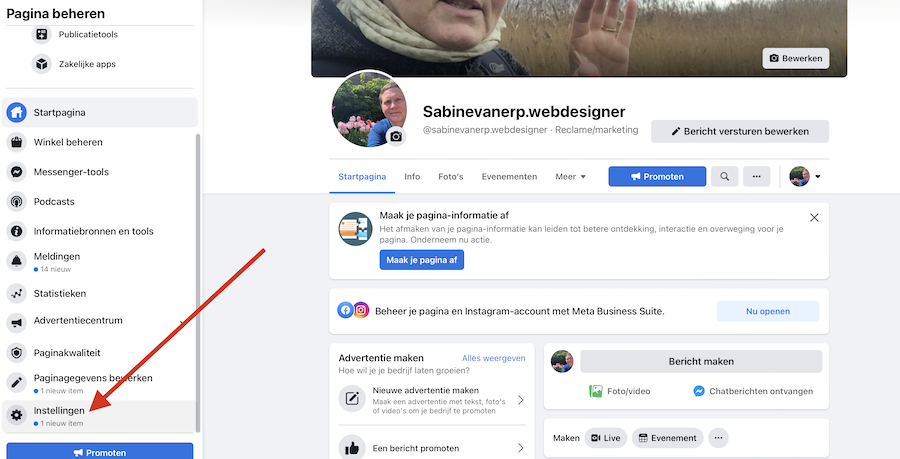 Pagina beheren
Publicatietools
Zakelijke apps
Startpagina
Winkel beheren
Messenger-tools
Podcasts
Informatiebronnen en tools
Meldingen
14 nieuw
Statistieken
Advertentiecentrum
Paginakwaliteit
Paginagegevens bewerken
1 nieuw item
Instellingen
1 nieuw item
Promoten
Bewerken
Sabinevanerp.webdesigner
@sabinevanerp.webdesigner · Reclame/marketing
Bericht versturen bewerken
Startpagina Info Foto's Evenementen Meer
Promoten
Maak je pagina-informatie af
Het afmaken van je pagina-informatie kan leiden tot betere ontdekking, interactie en overweging voor je
pagina. Onderneem nu actie.
Maak je pagina af
Beheer je pagina en Instagram-account met Meta Business Suite.
Nu openen
Advertentie maken Alles weergeven
Hoe wil je je bedrijf laten groeien?
Nieuwe advertentie maken
Maak een advertentie met tekst, foto's
of video's om je bedrijf te promoten
Een bericht promoten
Bericht maken
Foto/video Chatberichten ontvangen
Maken Live Evenement